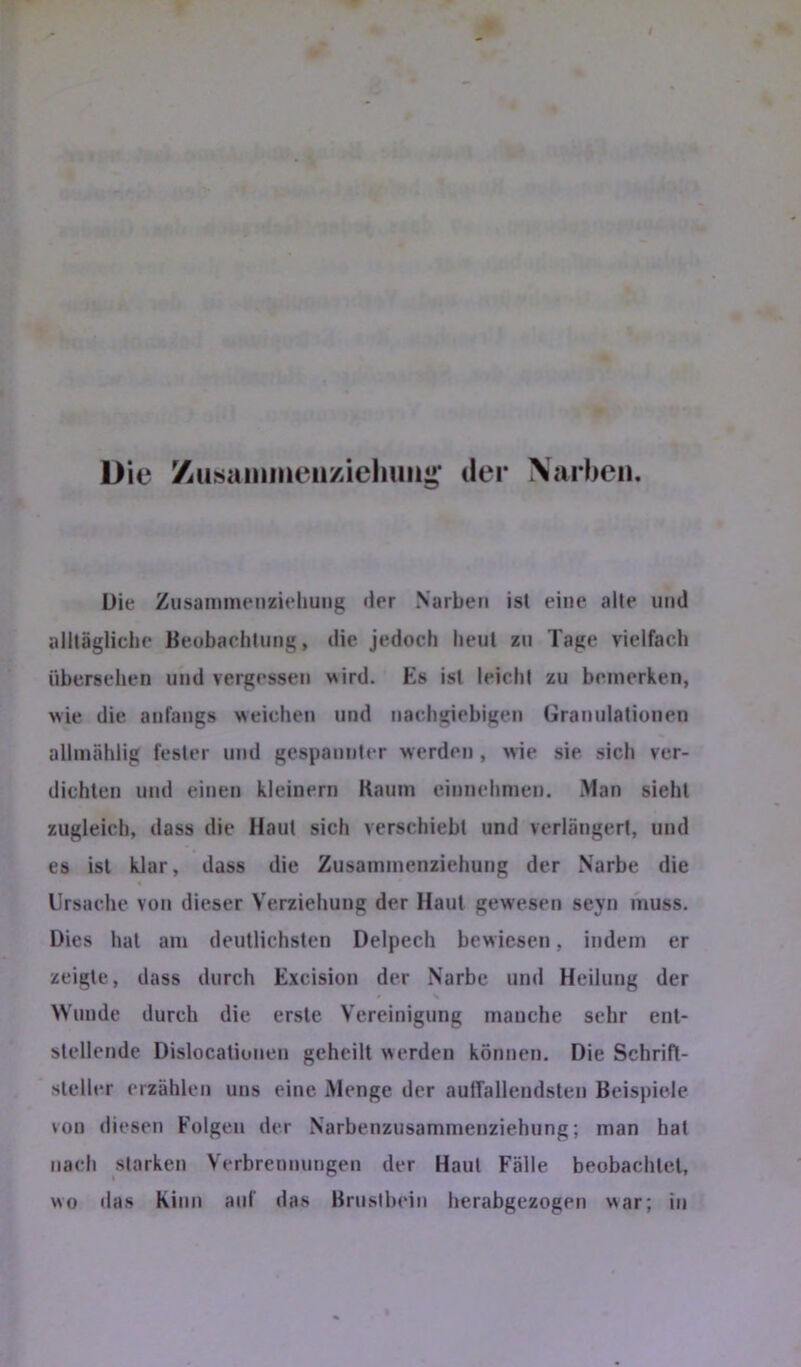 Die Zusammenziehung der Narben.
Die Zusammenziehung der Narben ist eine alte und
alltägliche Beobachtung, die jedoch heut zu Tage vielfach
übersehen und vergessen wird. Es ist leicht zu bemerken,
wie die anfangs weichen und nachgiebigen Granulationen
allmählig fester und gespannter werden, wie sie sich ver-
dichten und einen kleinern Raum einnehmen. Man sieht
zugleich, dass die Haut sich verschiebt und verlängert, und
es ist klar, dass die Zusammenziehung der Narbe die
Ursache von dieser Verziehung der Haut gewesen seyn muss.
Dies hat am deutlichsten Delpech bewiesen, indem er
zeigte, dass durch Excision der Narbe und Heilung der
Wunde durch die erste Vereinigung manche sehr ent-
stellende Dislocationen geheilt werden können. Die Schrift-
steller erzählen uns eine Menge der auffallendsten Beispiele
von diesen Folgen der Narbenzusammenziehung; man hat
nach starken Verbrennungen der Haut Fälle beobachtet,
wo das Kinn auf das Brustbein herabgezogen war; in